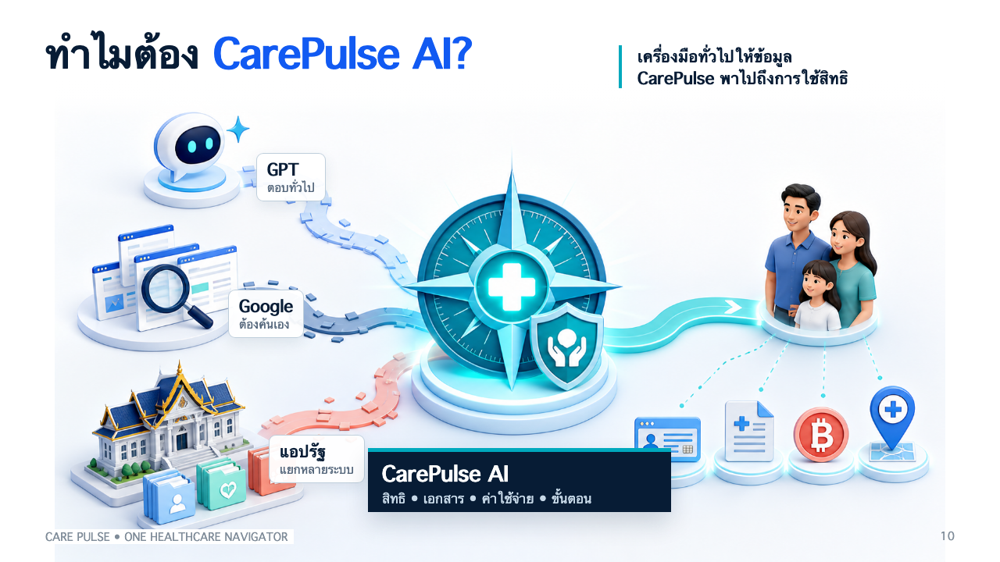 ทำไมต้อง CarePulse AI?
เครื่องมือทั่วไปให้ข้อมูล
CarePulse พาไปถึงการใช้สิทธิ
GPT
ตอบทั่วไป
Google
ต้องค้นเอง
แอปรัฐ
แยกหลายระบบ
CarePulse AI
สิทธิ • เอกสาร • ค่าใช้จ่าย • ขั้นตอน
CARE PULSE • ONE HEALTHCARE NAVIGATOR
10